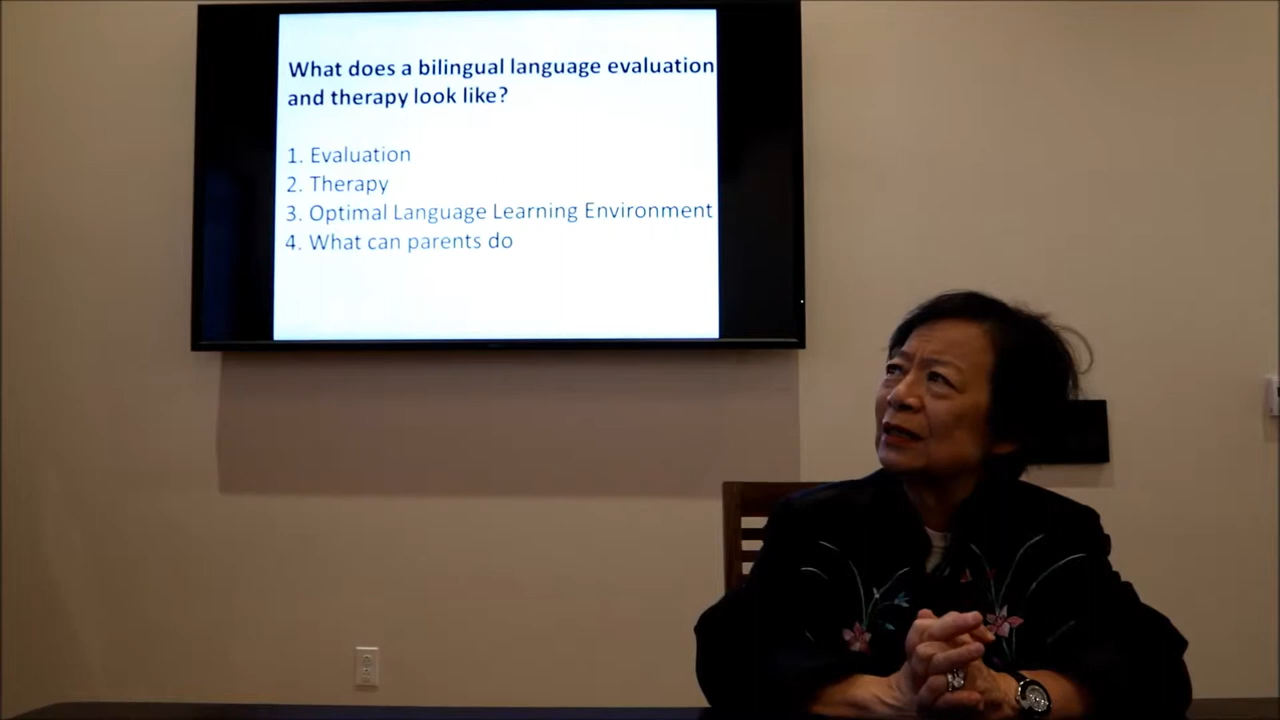 What does a bilingual language evaluation
and therapy look like?
1. Evaluation
2. Therapy
3. Optimal Language Learning Environment
4. What can parents do